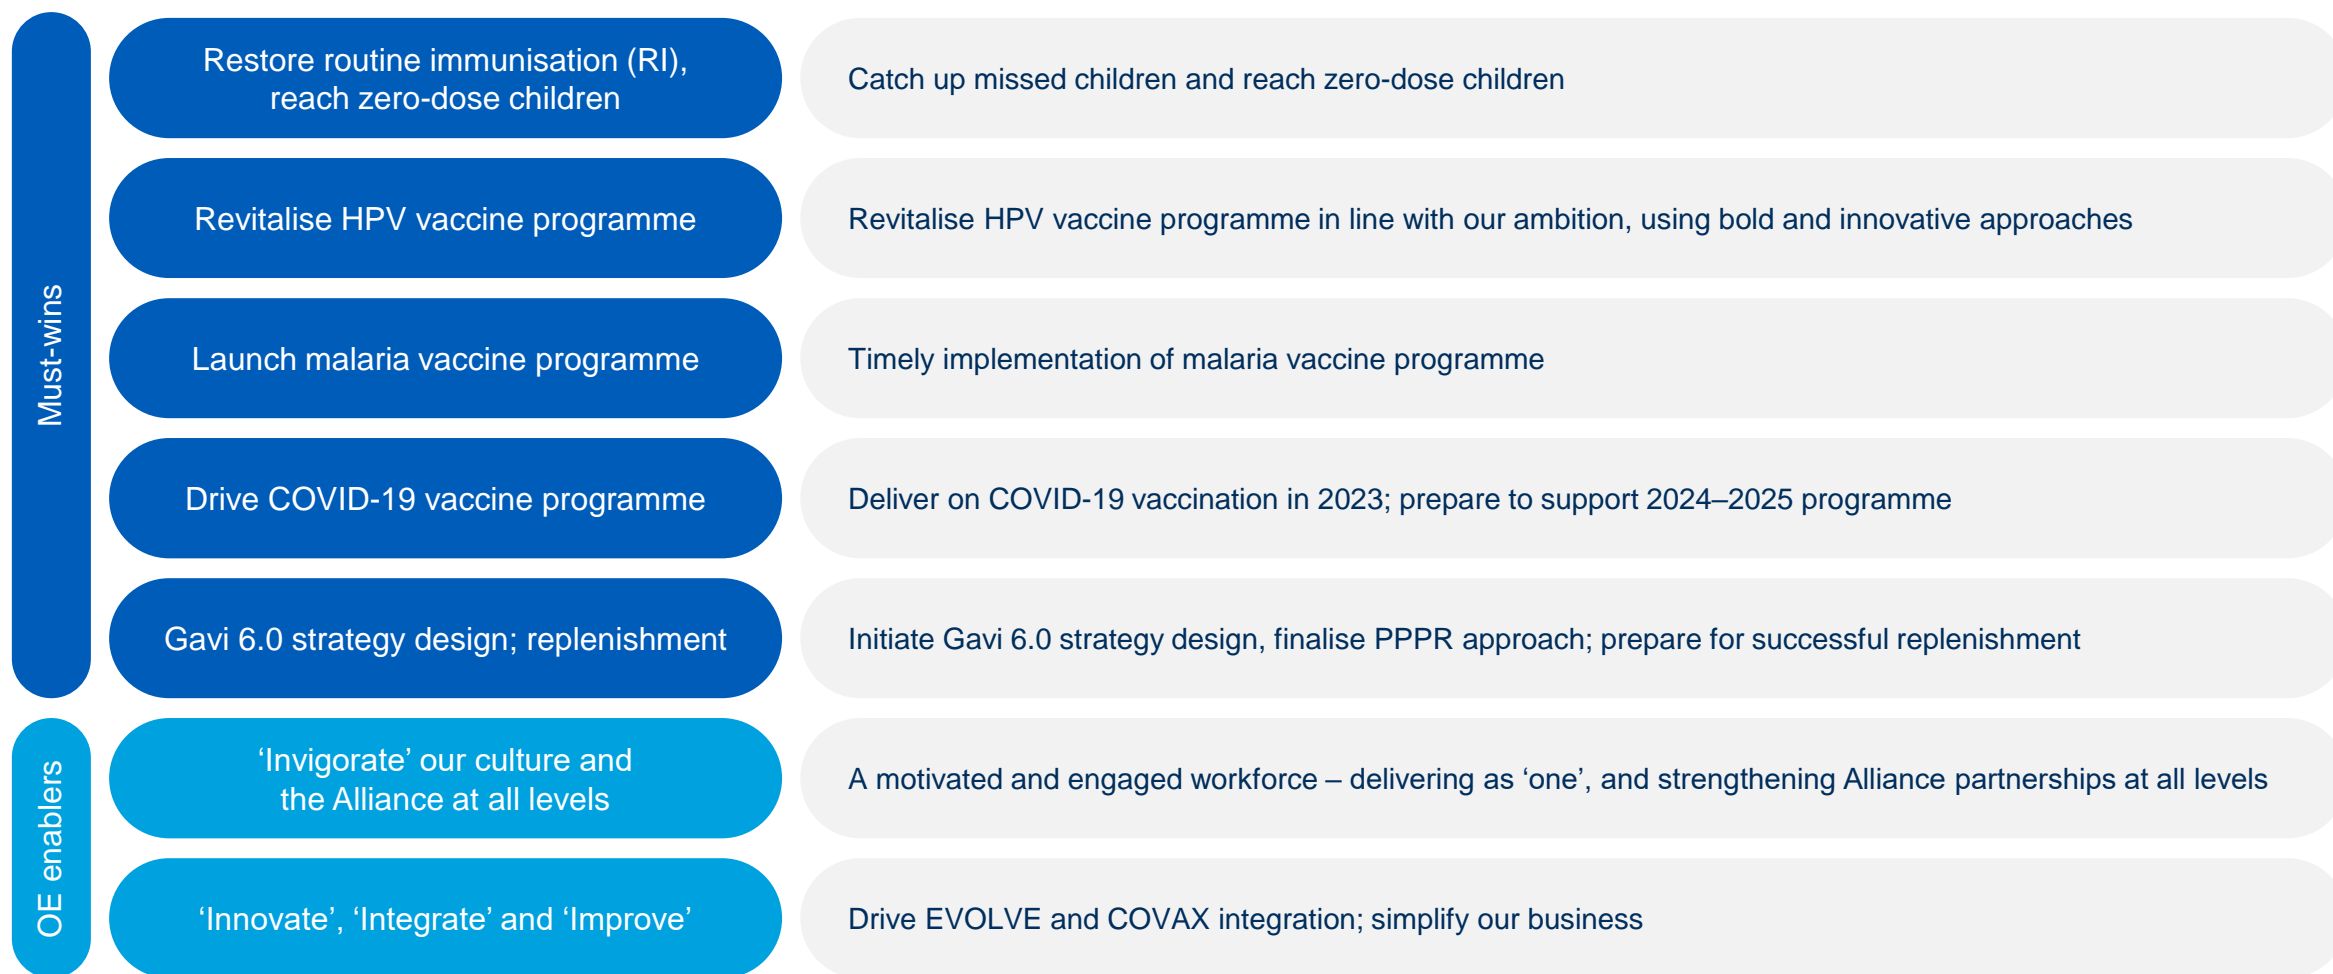 Must-wins
Restore routine immunisation (RI),
reach zero-dose children
Catch up missed children and reach zero-dose children
Revitalise HPV vaccine programme
Revitalise HPV vaccine programme in line with our ambition, using bold and innovative approaches
Launch malaria vaccine programme
Timely implementation of malaria vaccine programme
Drive COVID-19 vaccine programme
Deliver on COVID-19 vaccination in 2023; prepare to support 2024–2025 programme
Gavi 6.0 strategy design; replenishment
Initiate Gavi 6.0 strategy design, finalise PPPR approach; prepare for successful replenishment
OE enablers
‘Invigorate’ our culture and
the Alliance at all levels
A motivated and engaged workforce – delivering as ‘one’, and strengthening Alliance partnerships at all levels
‘Innovate’, ‘Integrate’ and ‘Improve’
Drive EVOLVE and COVAX integration; simplify our business